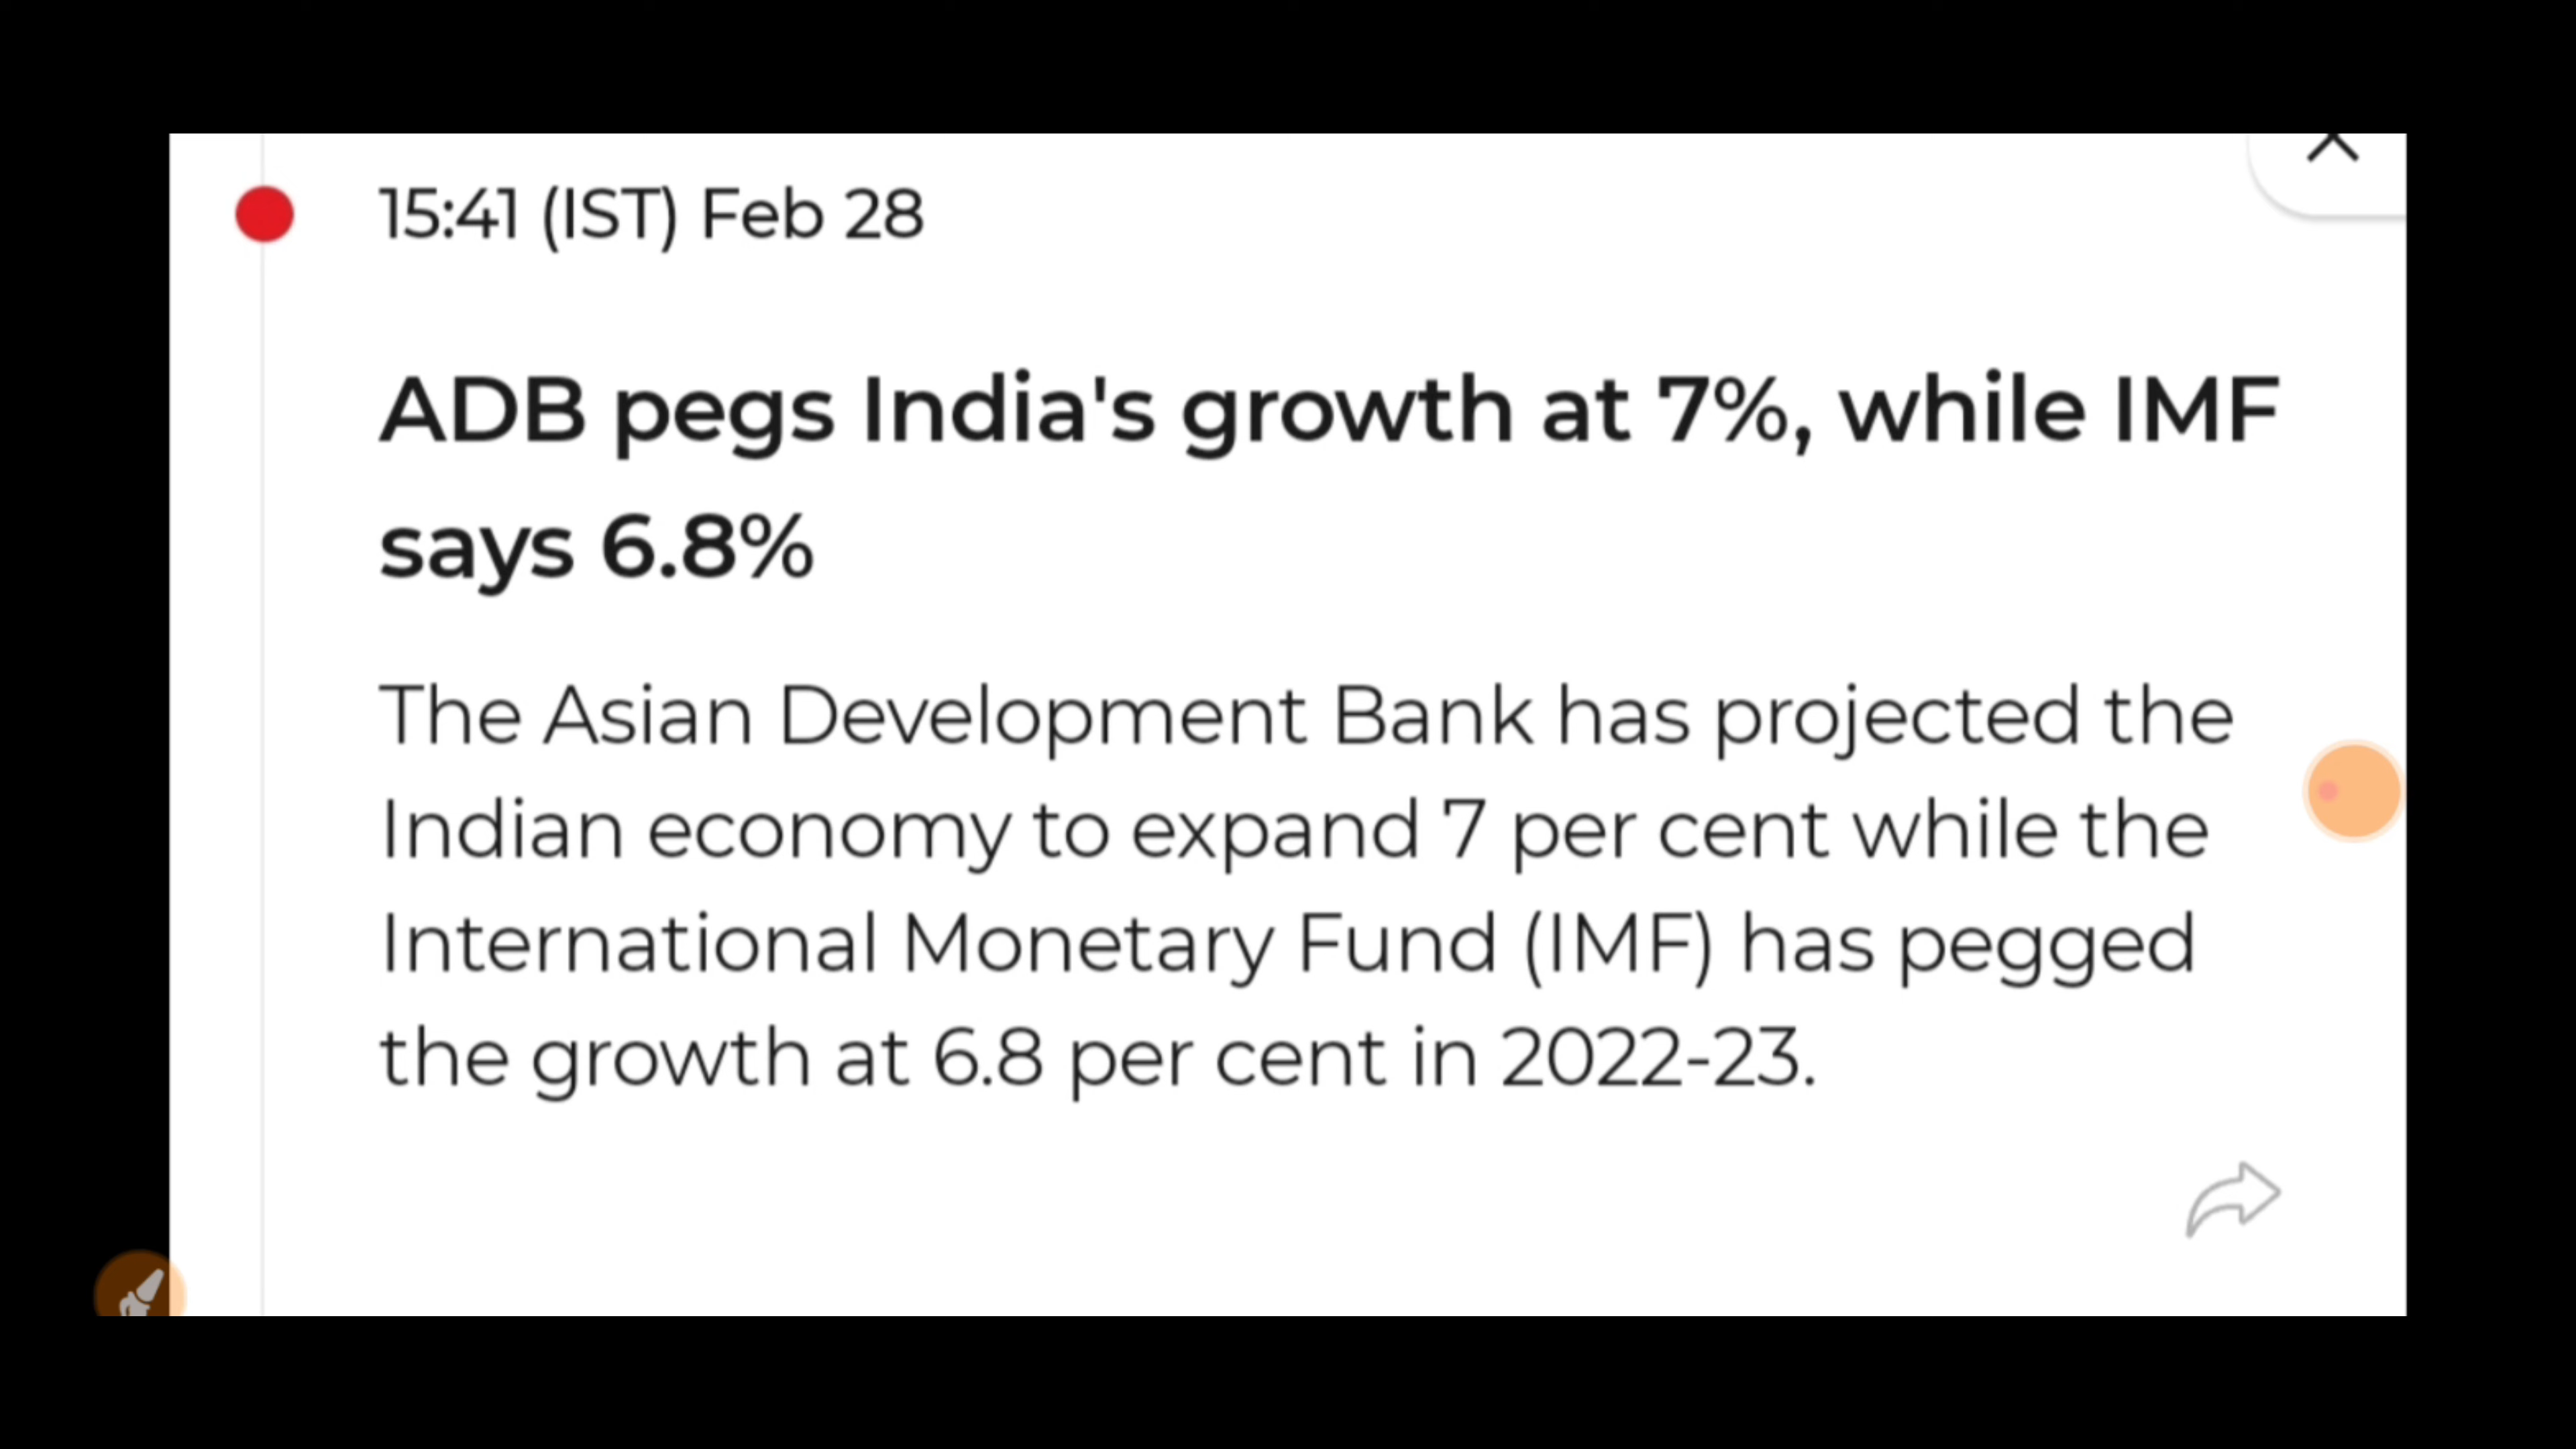 15:41 (IST) Feb 28
ADB pegs India's growth at 7%, while IMF
says 6.8%
The Asian Development Bank has projected the
Indian economy to expand 7 per cent while the
International Monetary Fund (IMF) has pegged
the growth at 6.8 per cent in 2022-23.